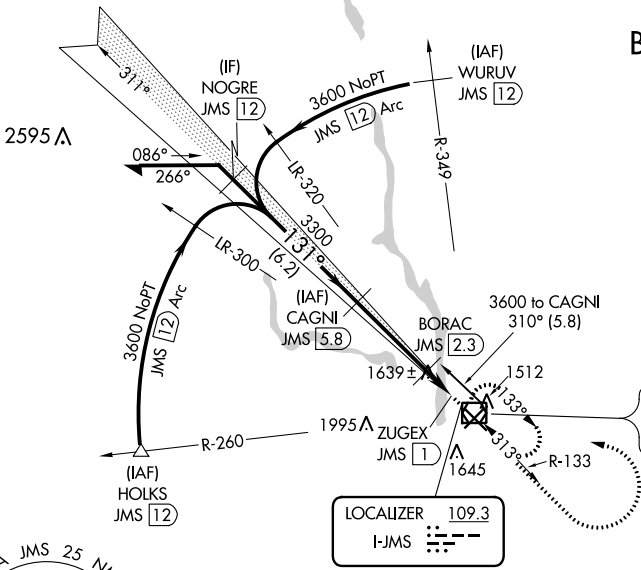 B
(IF)
NOGRE
JMS 12
(IAF)
WURUV
JMS 12
311°
3600 NoPT
JMS 12 Arc
2595
086°
266°
LR-320
R-349
LR-300
131°
3300
(6.2)
3600 NoPT
JMS 12 Arc
(IAF)
CAGNI
JMS 5.8
BORAC
JMS 2.3
3600 to CAGNI
310° (5.8)
1639±
1512
133°
1995
ZUGEX
JMS 1
313°
R-133
1645
R-260
(IAF)
HOLKS
JMS 12
LOCALIZER 109.3
I-JMS
JMS 25